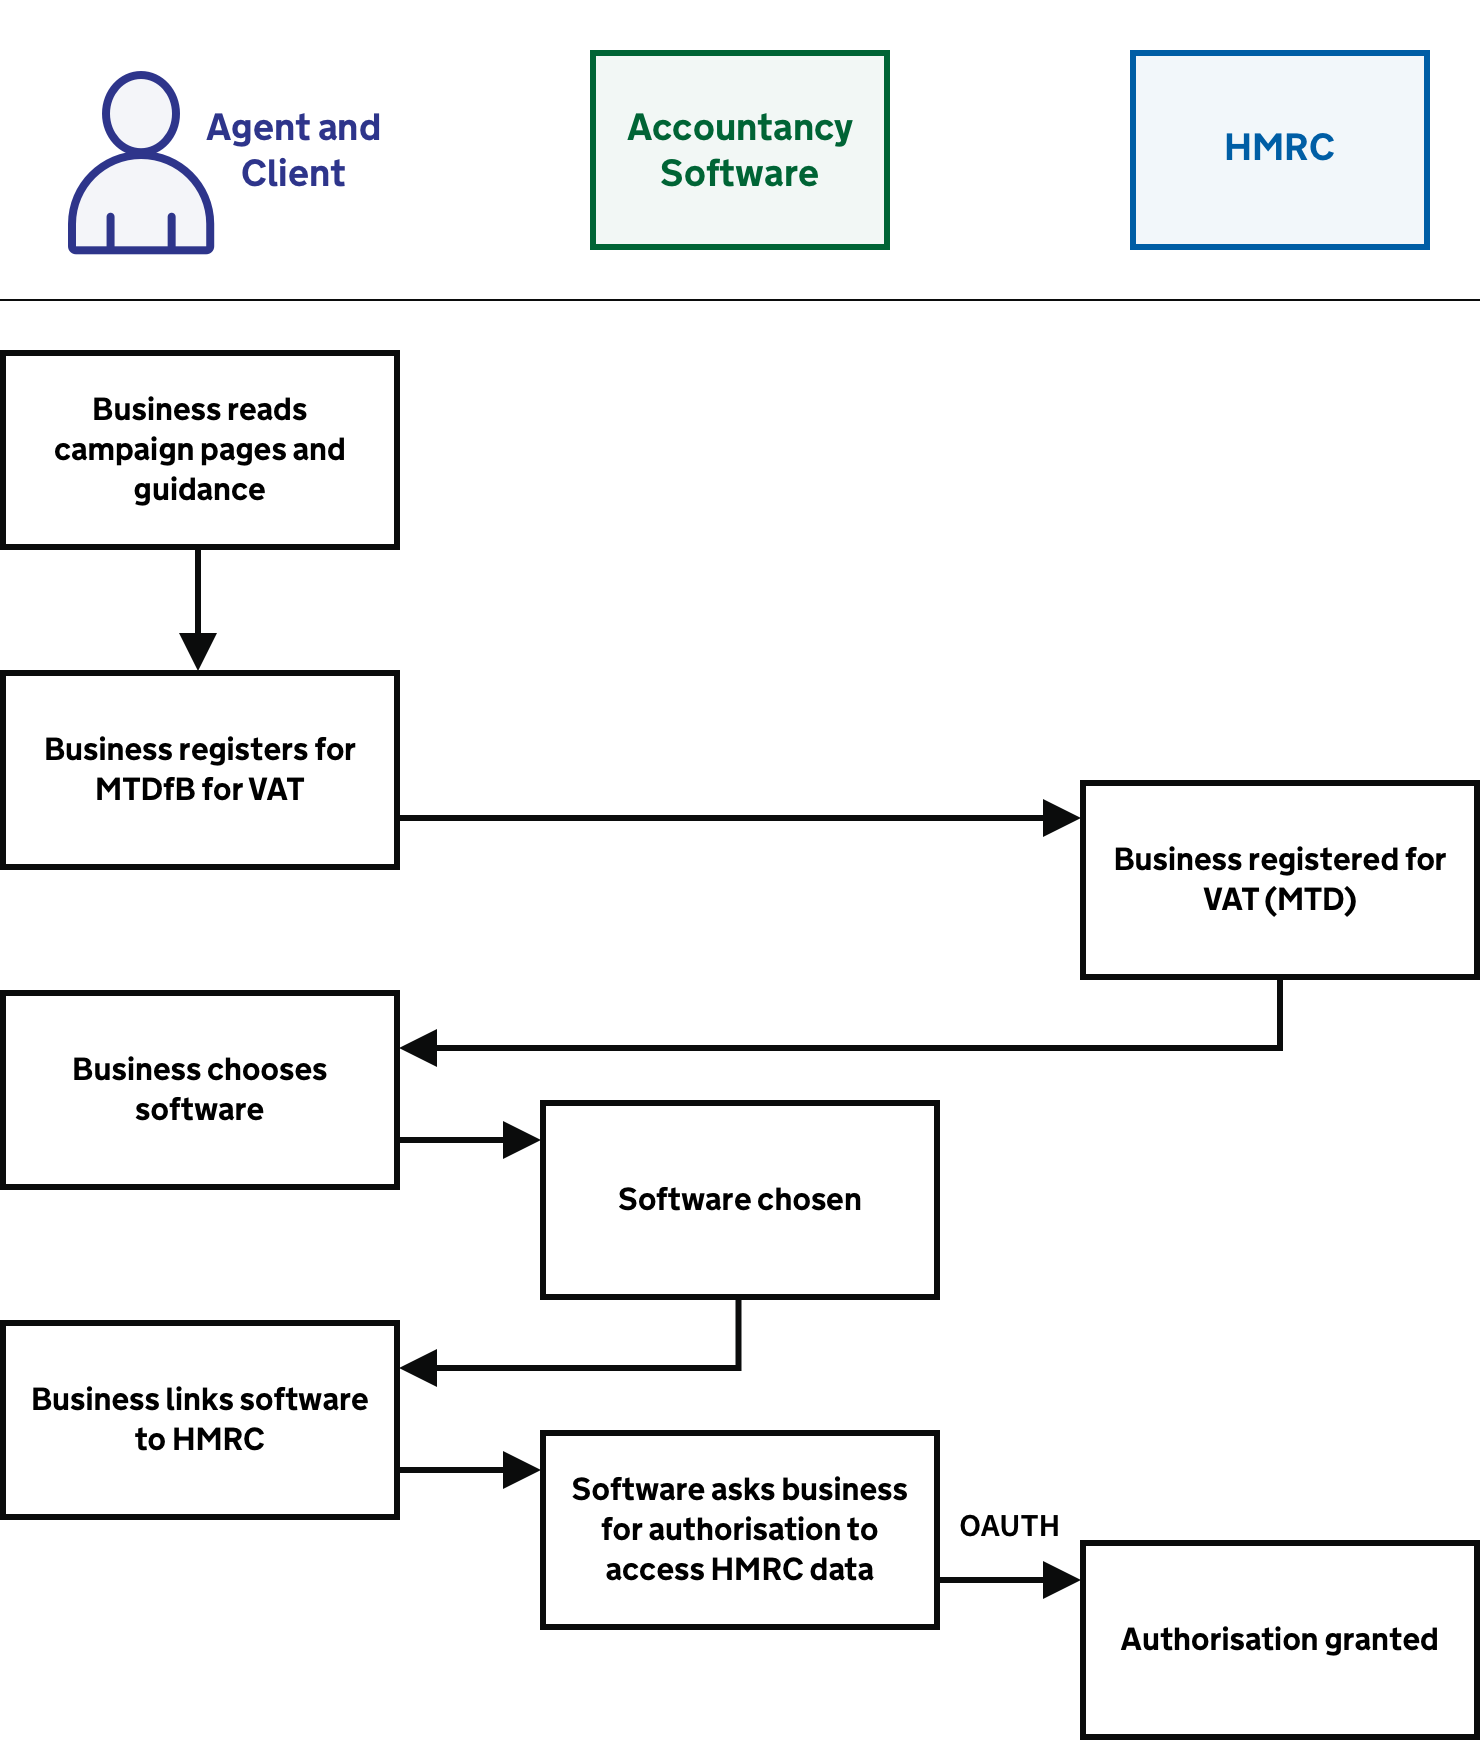 Agent and
Client
Accountancy
Software
HMRC
Business reads
campaign pages and
guidance
Business registers for
MTDfB for VAT
Business registered for
VAT (MTD)
Business chooses
software
Software chosen
Business links software
to HMRC
Software asks business
for authorisation to
access HMRC data
OAUTH
Authorisation granted